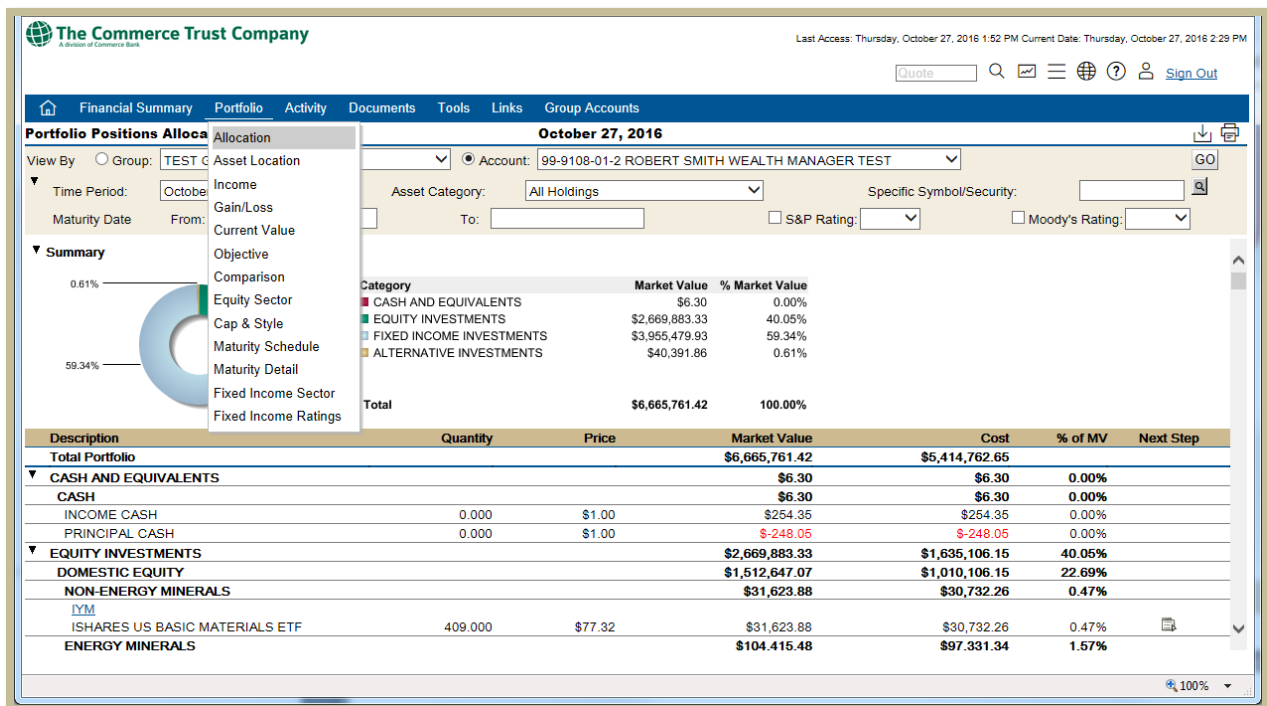 The Commerce Trust Company
A division of Commerce Bank
Last Access: Thursday, October 27, 2016 1:52 PM Current Date: Thursday, October 27, 2016 2:29 PM
Quote Sign Out
Financial Summary Portfolio Activity Documents Tools Links Group Accounts
Portfolio Positions Alloca October 27, 2016
Allocation
Asset Location
Income
Gain/Loss
Current Value
Objective
Comparison
Equity Sector
Cap & Style
Maturity Schedule
Maturity Detail
Fixed Income Sector
Fixed Income Ratings
View By Group: TEST Account: 99-9108-01-2 ROBERT SMITH WEALTH MANAGER TEST GO
Time Period: Octobe Asset Category: All Holdings Specific Symbol/Security:
Maturity Date From: To: S&P Rating: Moody's Rating:
Summary
0.61%
59.34%
Category Market Value % Market Value
CASH AND EQUIVALENTS $6.30 0.00%
EQUITY INVESTMENTS $2,669,883.33 40.05%
FIXED INCOME INVESTMENTS $3,955,479.93 59.34%
ALTERNATIVE INVESTMENTS $40,391.86 0.61%
Total $6,665,761.42 100.00%
Description Quantity Price Market Value Cost % of MV Next Step
Total Portfolio $6,665,761.42 $5,414,762.65
CASH AND EQUIVALENTS $6.30 $6.30 0.00%
CASH $6.30 $6.30 0.00%
INCOME CASH 0.000 $1.00 $254.35 $254.35 0.00%
PRINCIPAL CASH 0.000 $1.00 $-248.05 $-248.05 0.00%
EQUITY INVESTMENTS $2,669,883.33 $1,635,106.15 40.05%
DOMESTIC EQUITY $1,512,647.07 $1,010,106.15 22.69%
NON-ENERGY MINERALS $31,623.88 $30,732.26 0.47%
IYM
ISHARES US BASIC MATERIALS ETF 409.000 $77.32 $31,623.88 $30,732.26 0.47%
ENERGY MINERALS $104.415.48 $97.331.34 1.57%
100%